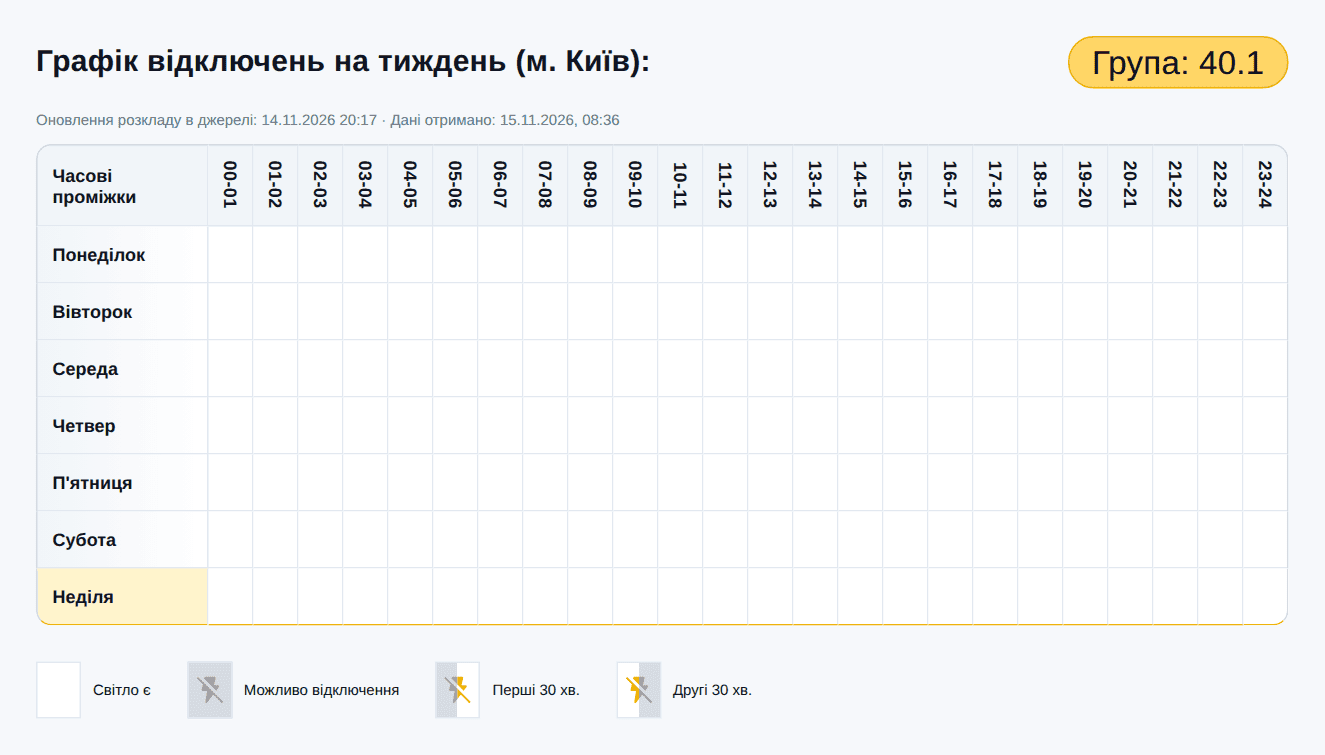 Графік відключень на тиждень (м. Київ):
Група: 40.1
Оновлення розкладу в джерелі: 14.11.2026 20:17 · Дані отримано: 15.11.2026, 08:36
Часові
проміжки
00-01
01-02
02-03
03-04
04-05
05-06
06-07
07-08
08-09
09-10
10-11
11-12
12-13
13-14
14-15
15-16
16-17
17-18
18-19
19-20
20-21
21-22
22-23
23-24
Понеділок
Вівторок
Середа
Четвер
П'ятниця
Субота
Неділя
Світло є
Можливо відключення
Перші 30 хв.
Другі 30 хв.